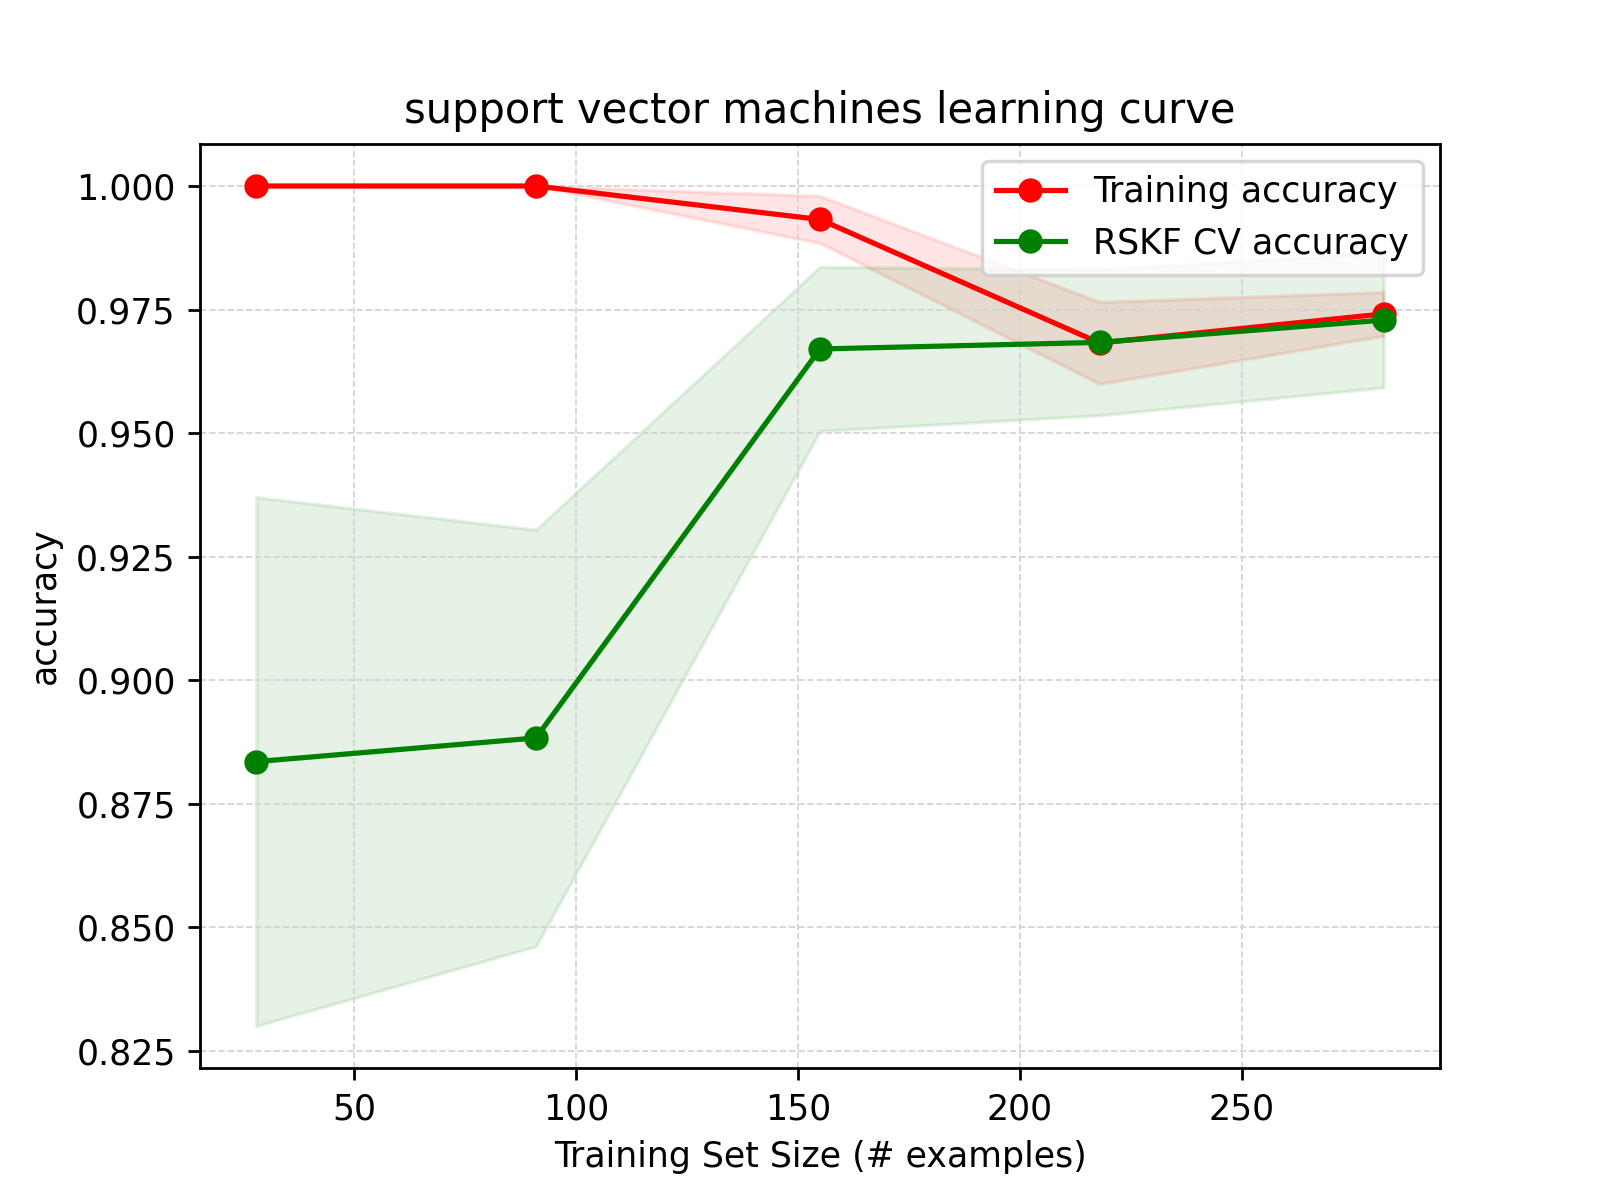 support vector machines learning curve
Training accuracy
RSKF CV accuracy
1.000
0.975
0.950
0.925
0.900
0.875
0.850
0.825
accuracy
50 100 150 200 250
Training Set Size (# examples)